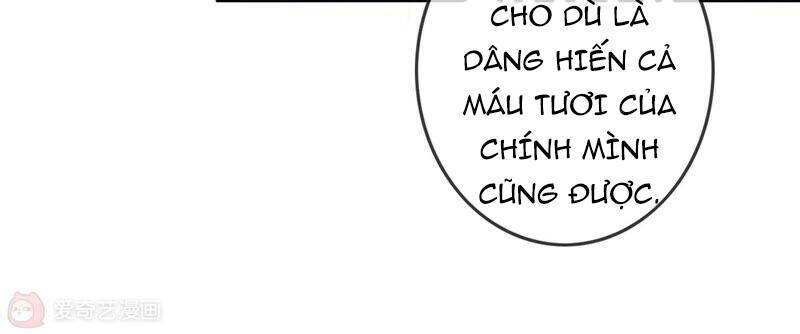 CHO DÙ LÀ
DÂNG HIẾN CẢ
MÁU TƯƠI CỦA
CHÍNH MÌNH
CŨNG ĐƯỢC.
爱奇艺漫画